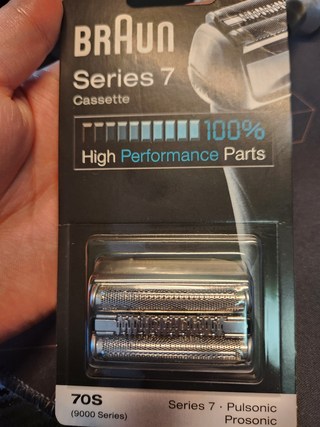 BRAUN
Series 7
Cassette
100%
High Performance Parts
70S
(9000 Series)
Series 7 · Pulsonic
Prosonic